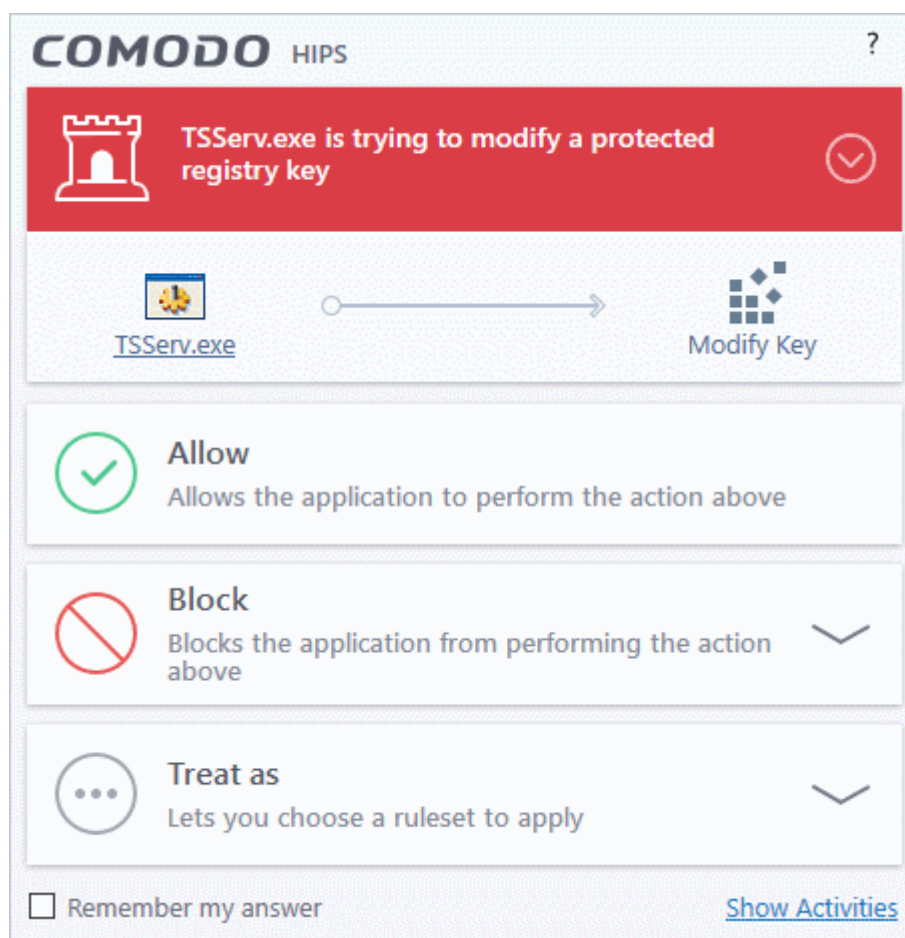 COMODO HIPS ?
TSServ.exe is trying to modify a protected
registry key
TSServ.exe Modify Key
Allow
Allows the application to perform the action above
Block
Blocks the application from performing the action
above
Treat as
Lets you choose a ruleset to apply
Remember my answer Show Activities